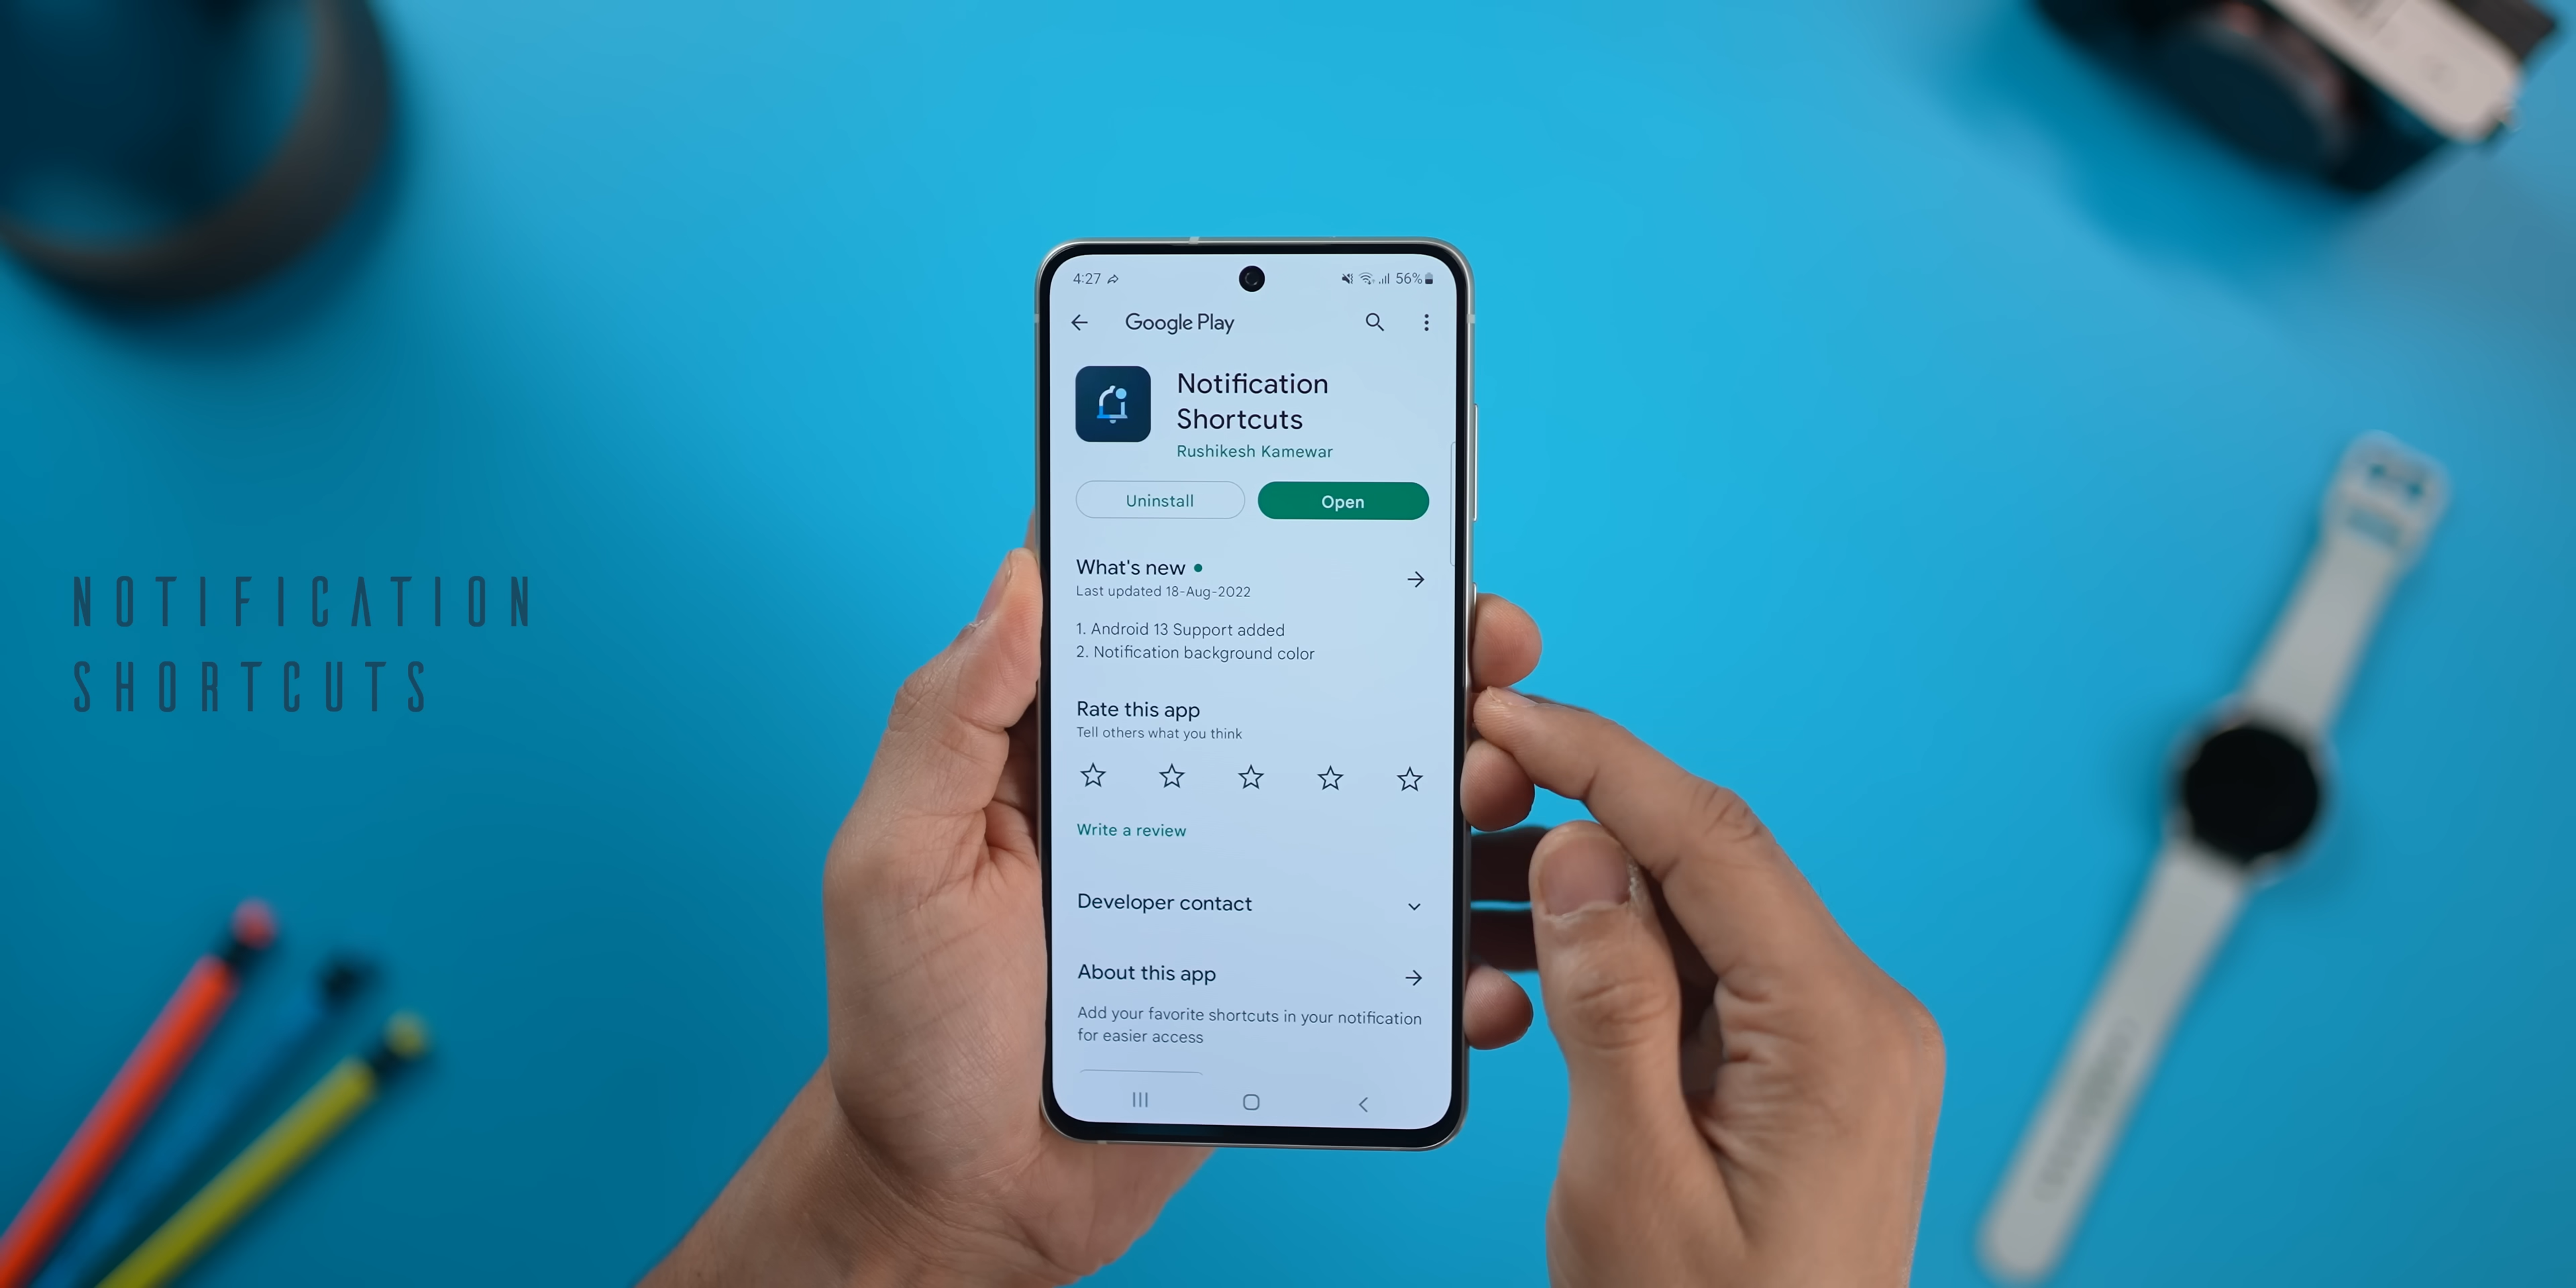 NOTIFICATION
SHORTCUTS
4:27
56%
Google Play
Notification
Shortcuts
Rushikesh Kamewar
Uninstall
Open
What's new
Last updated 18-Aug-2022
1. Android 13 Support added
2. Notification background color
Rate this app
Tell others what you think
Write a review
Developer contact
About this app
Add your favorite shortcuts in your notification
for easier access